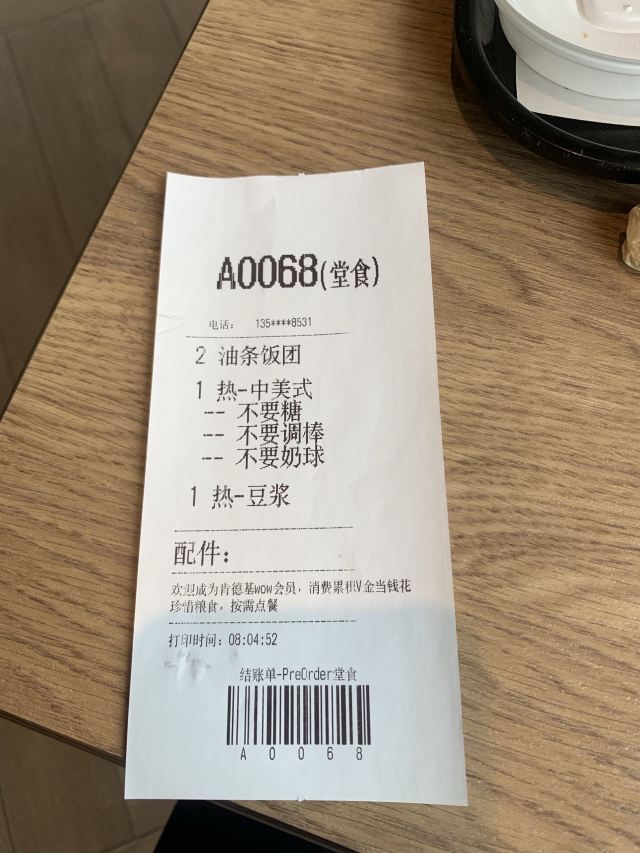 A0068(堂食)
电话： 135****8531
2 油条饭团
1 热-中美式
-- 不要糖
-- 不要调棒
-- 不要奶球
1 热-豆浆
配件：
欢迎成为肯德基wow会员，消费累积V金当钱花
珍惜粮食，按需点餐
打印时间：08:04:52
结账单-PreOrder堂食
A 0 0 6 8